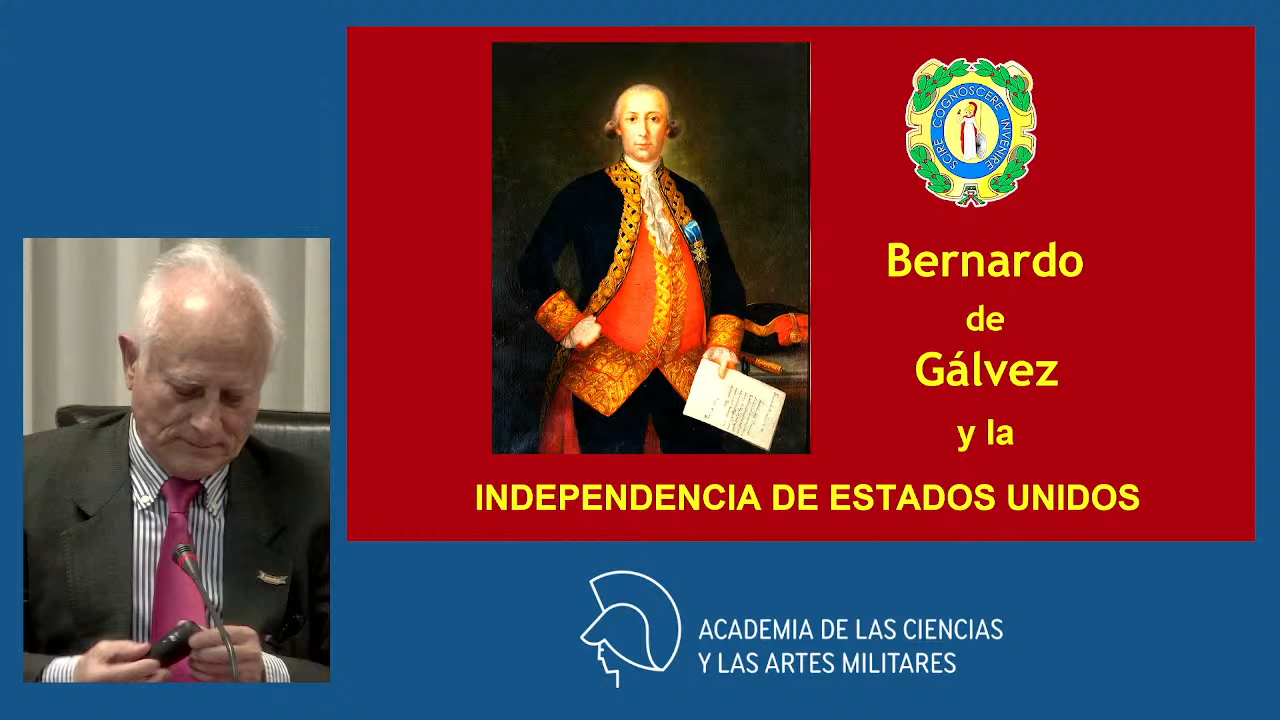 SCIRE COGNOSCERE INVENIRE
Bernardo
de
Gálvez
y la
INDEPENDENCIA DE ESTADOS UNIDOS
ACADEMIA DE LAS CIENCIAS
Y LAS ARTES MILITARES